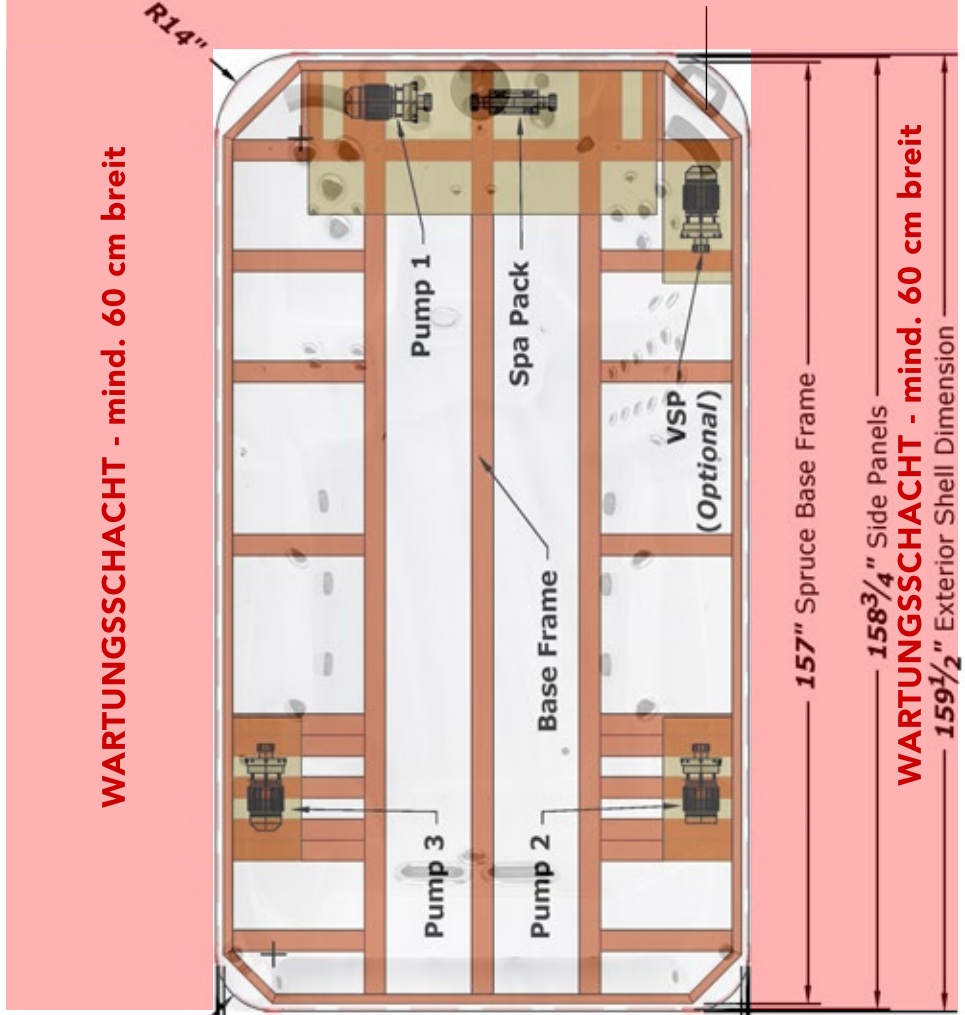 R14"
WARTUNGSSCHACHT - mind. 60 cm breit
Pump 1
Spa Pack
VSP
(Optional)
Base Frame
Pump 3
Pump 2
157" Spruce Base Frame
158 3/4" Side Panels
WARTUNGSSCHACHT - mind. 60 cm breit
159 1/2" Exterior Shell Dimension